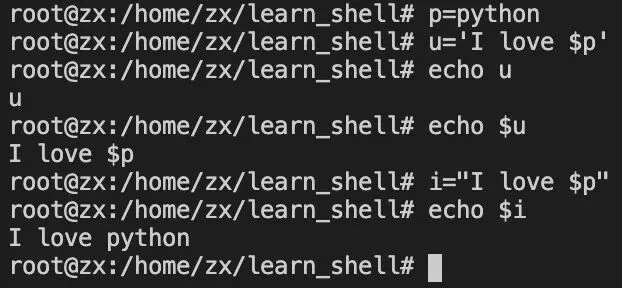 root@zx:/home/zx/learn_shell# p=python
root@zx:/home/zx/learn_shell# u='I love $p'
root@zx:/home/zx/learn_shell# echo u
u
root@zx:/home/zx/learn_shell# echo $u
I love $p
root@zx:/home/zx/learn_shell# i="I love $p"
root@zx:/home/zx/learn_shell# echo $i
I love python
root@zx:/home/zx/learn_shell#